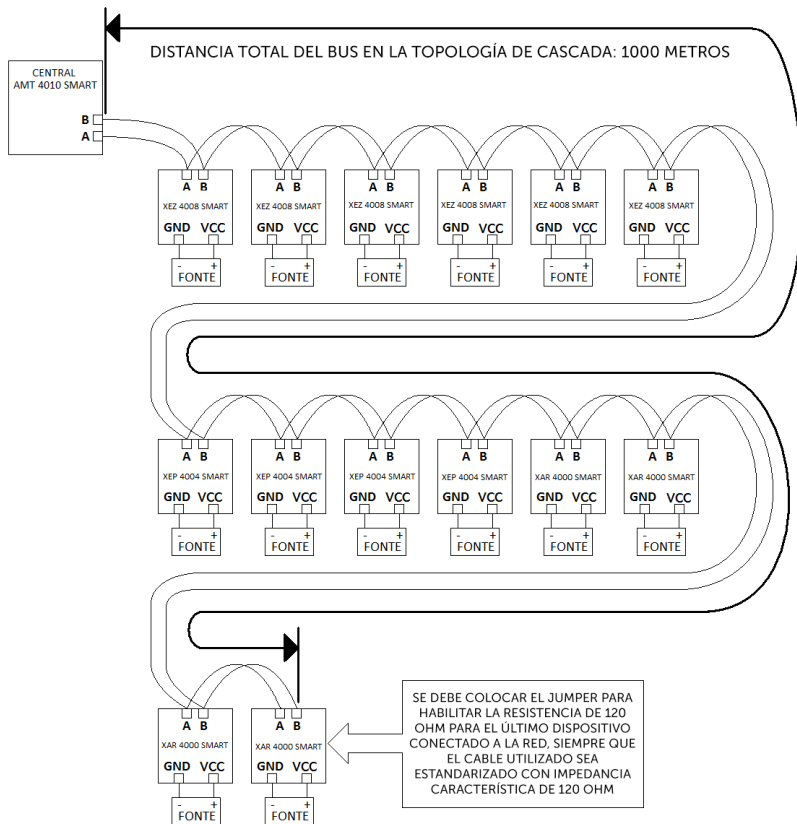 DISTANCIA TOTAL DEL BUS EN LA TOPOLOGÍA DE CASCADA: 1000 METROS
CENTRAL
AMT 4010 SMART
B
A
A B A B A B A B A B A B
XEZ 4008 SMART XEZ 4008 SMART XEZ 4008 SMART XEZ 4008 SMART XEZ 4008 SMART XEZ 4008 SMART
GND VCC GND VCC GND VCC GND VCC GND VCC GND VCC
- + - + - + - + - + - +
FONTE FONTE FONTE FONTE FONTE FONTE
A B A B A B A B A B A B
XEP 4004 SMART XEP 4004 SMART XEP 4004 SMART XEP 4004 SMART XAR 4000 SMART XAR 4000 SMART
GND VCC GND VCC GND VCC GND VCC GND VCC GND VCC
- + - + - + - + - + - +
FONTE FONTE FONTE FONTE FONTE FONTE
A B A B
XAR 4000 SMART XAR 4000 SMART
GND VCC GND VCC
- + - +
FONTE FONTE
SE DEBE COLOCAR EL JUMPER PARA
HABILITAR LA RESISTENCIA DE 120
OHM PARA EL ÚLTIMO DISPOSITIVO
CONECTADO A LA RED, SIEMPRE QUE
EL CABLE UTILIZADO SEA
ESTANDARIZADO CON IMPEDANCIA
CARACTERÍSTICA DE 120 OHM